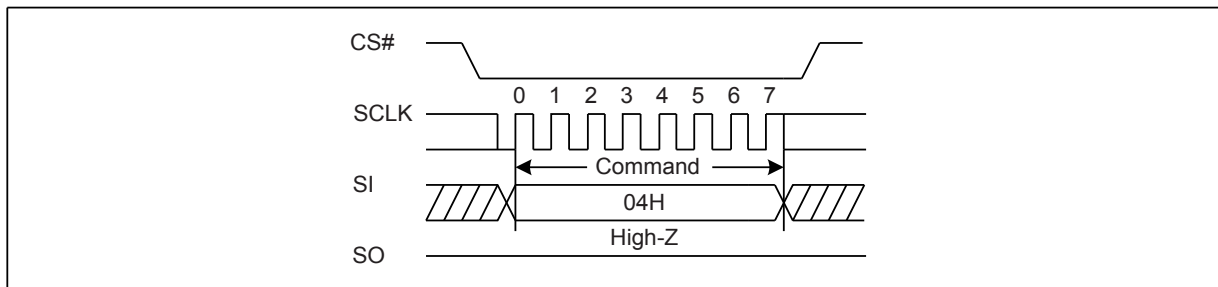 CS#
0 1 2 3 4 5 6 7
SCLK
Command
SI
04H
High-Z
SO